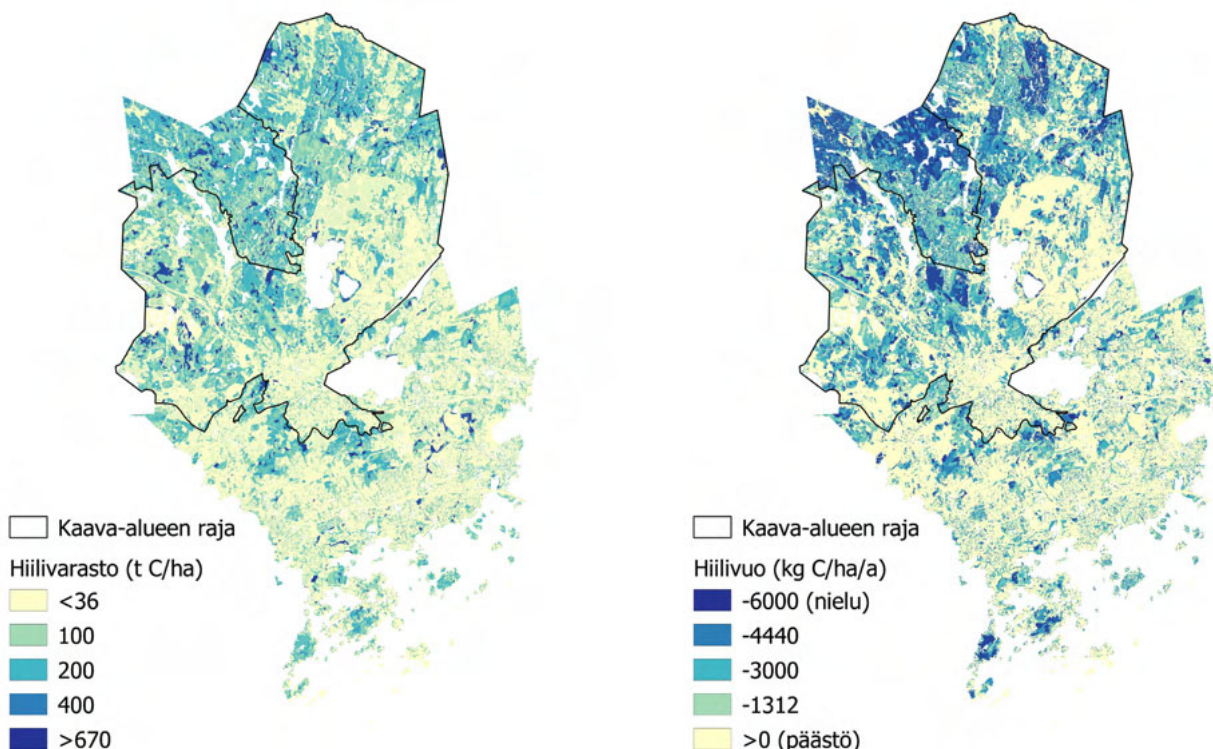 Kaava-alueen raja
Hiilivarasto (t C/ha)
<36
100
200
400
>670
Kaava-alueen raja
Hiilivuo (kg C/ha/a)
-6000 (nielu)
-4440
-3000
-1312
>0 (päästö)